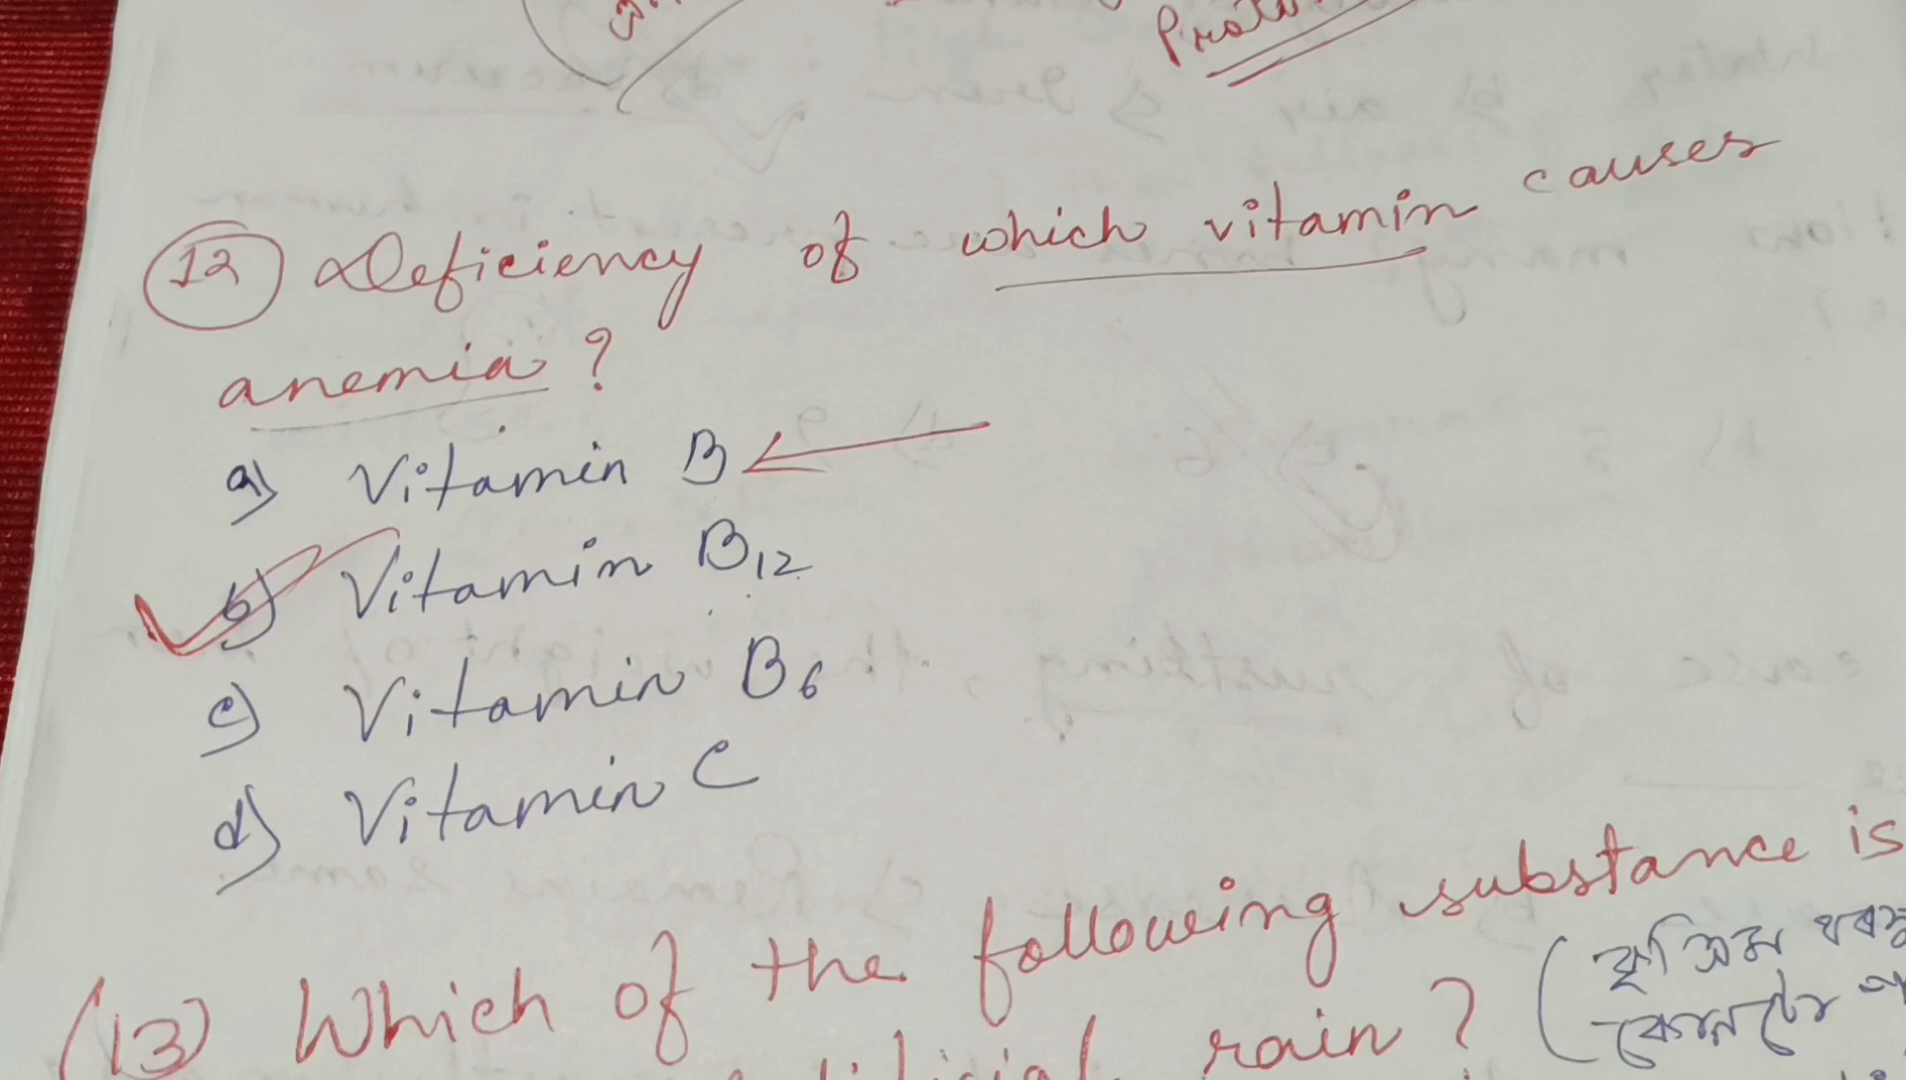 (12) Deficiency of which vitamin causes
anemia ?
a) Vitamin B
b) Vitamin B12
c) Vitamin B6
d) Vitamin C
(13) Which of the following substance is
rain ?